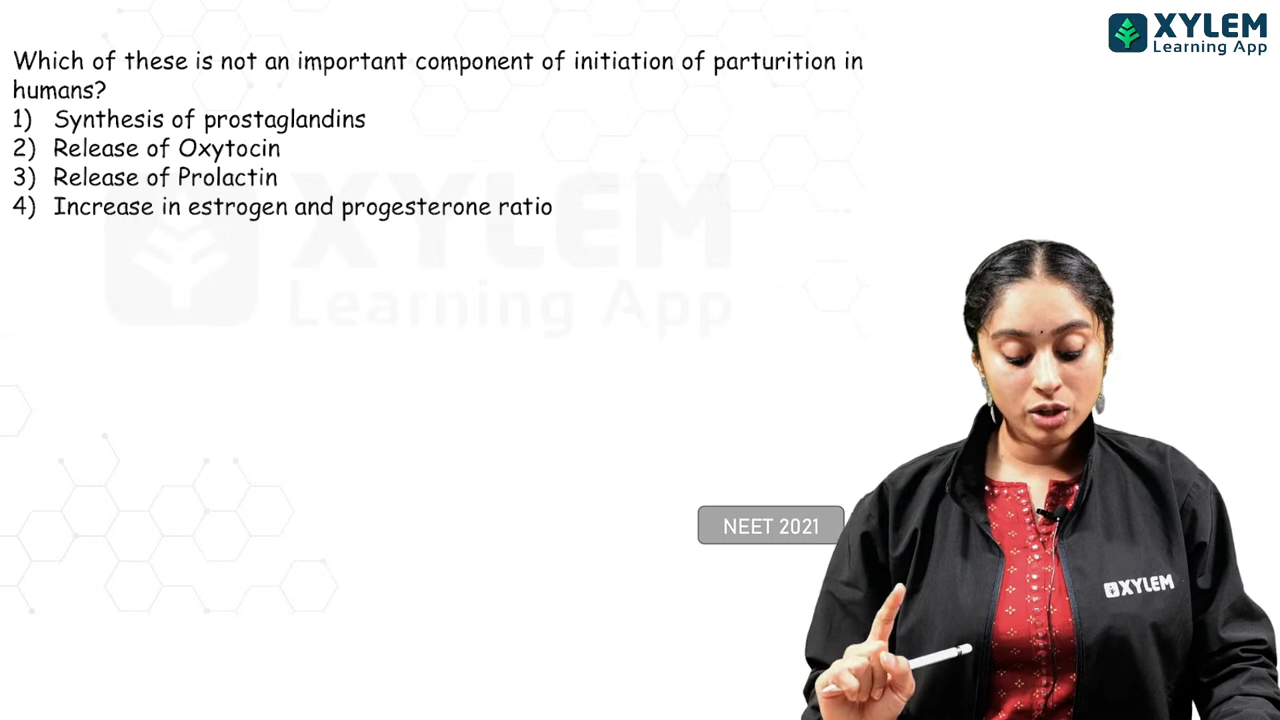 XYLEM
Learning App
Which of these is not an important component of initiation of parturition in
humans?
1) Synthesis of prostaglandins
2) Release of Oxytocin
3) Release of Prolactin
4) Increase in estrogen and progesterone ratio
XYLEM
Learning App
NEET 2021
XYLEM